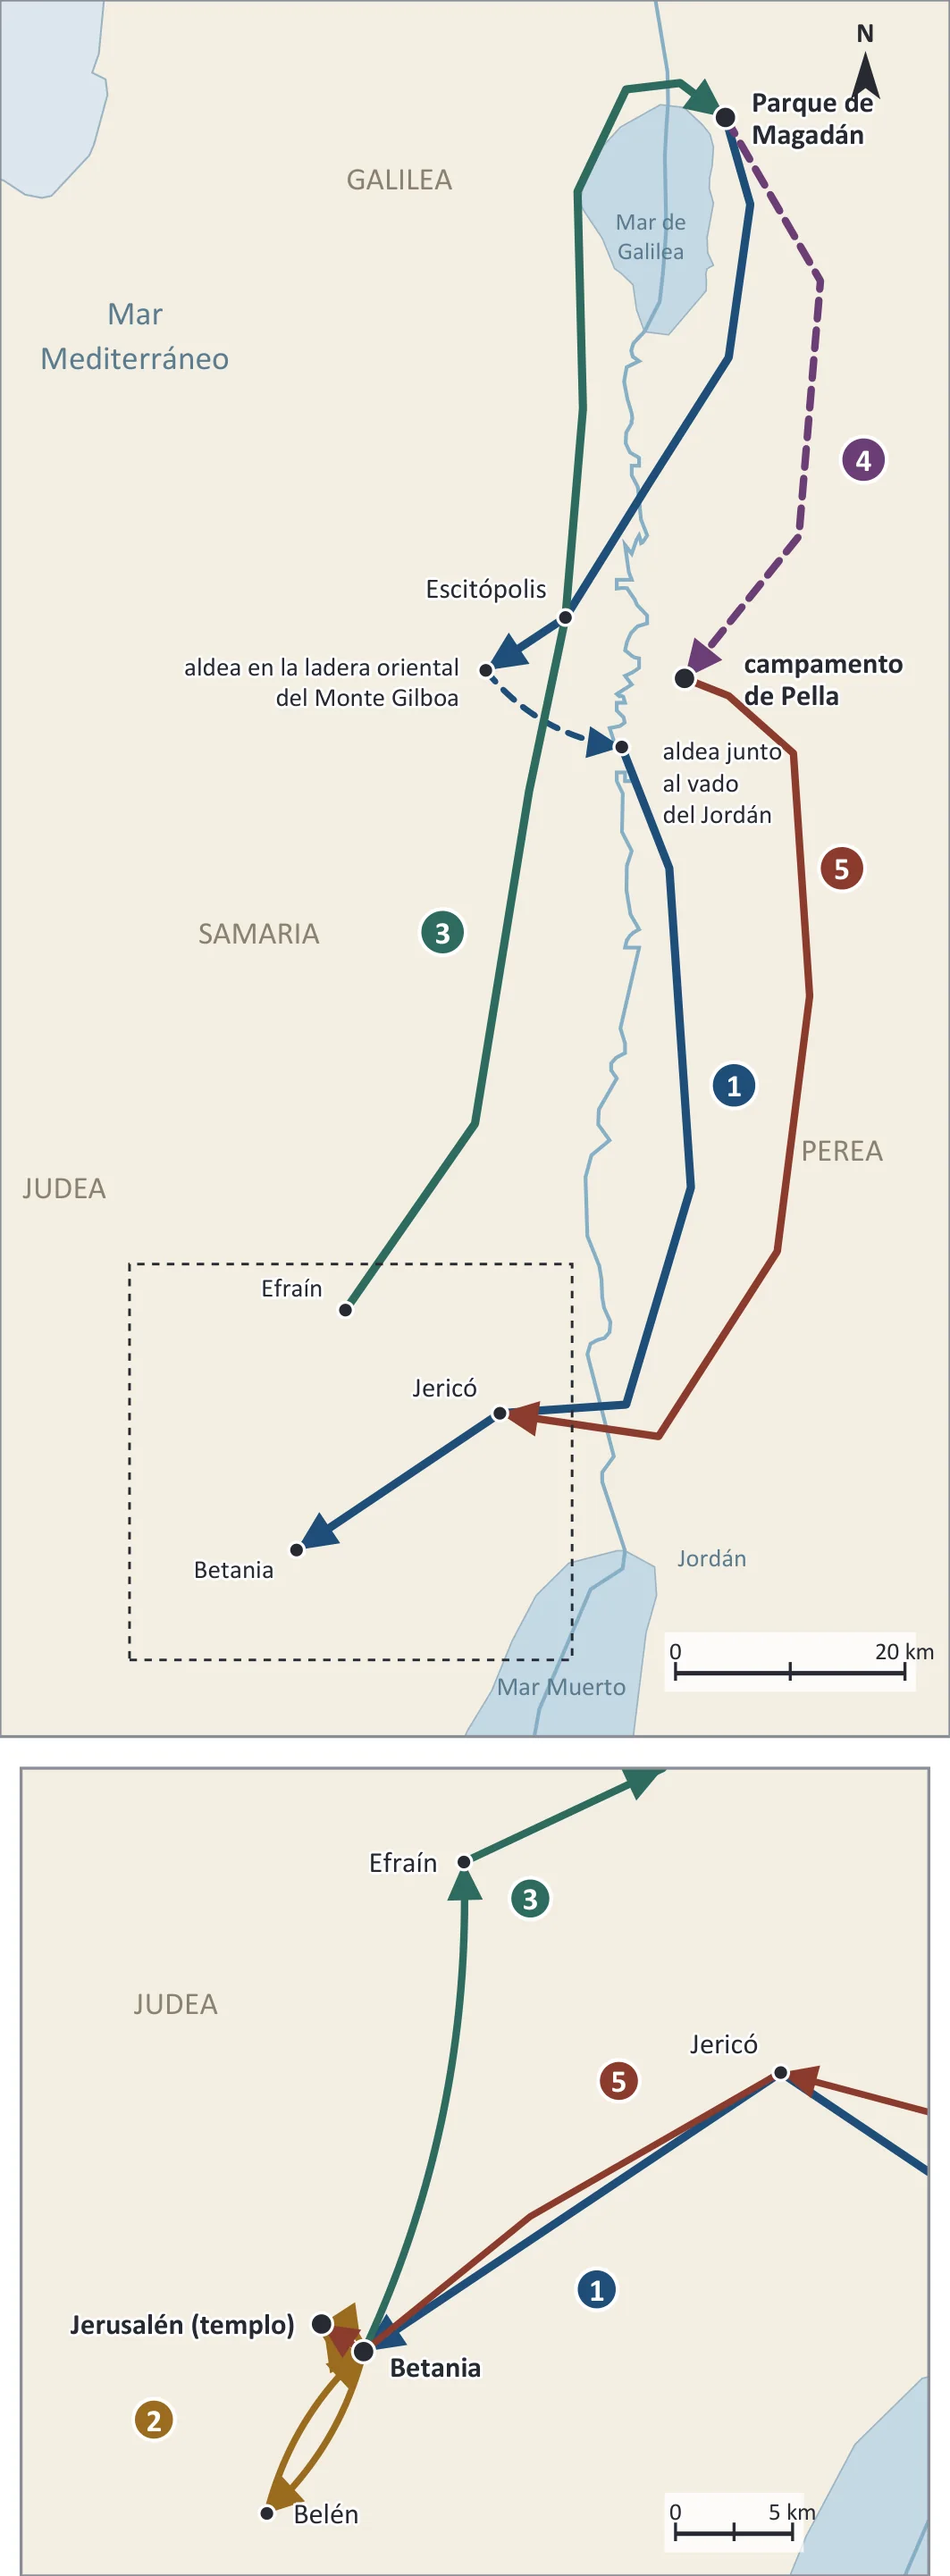 N
Parque de
Magadán
GALILEA
Mar de
Galilea
Mar
Mediterráneo
4
Escitópolis
aldea en la ladera oriental
del Monte Gilboa
campamento
de Pella
aldea junto
al vado
del Jordán
5
SAMARIA
3
1
PEREA
JUDEA
Efraín
Jericó
Betania
Jordán
0 20 km
Mar Muerto
Efraín
3
JUDEA
Jericó
5
1
Jerusalén (templo)
Betania
2
Belén
0 5 km